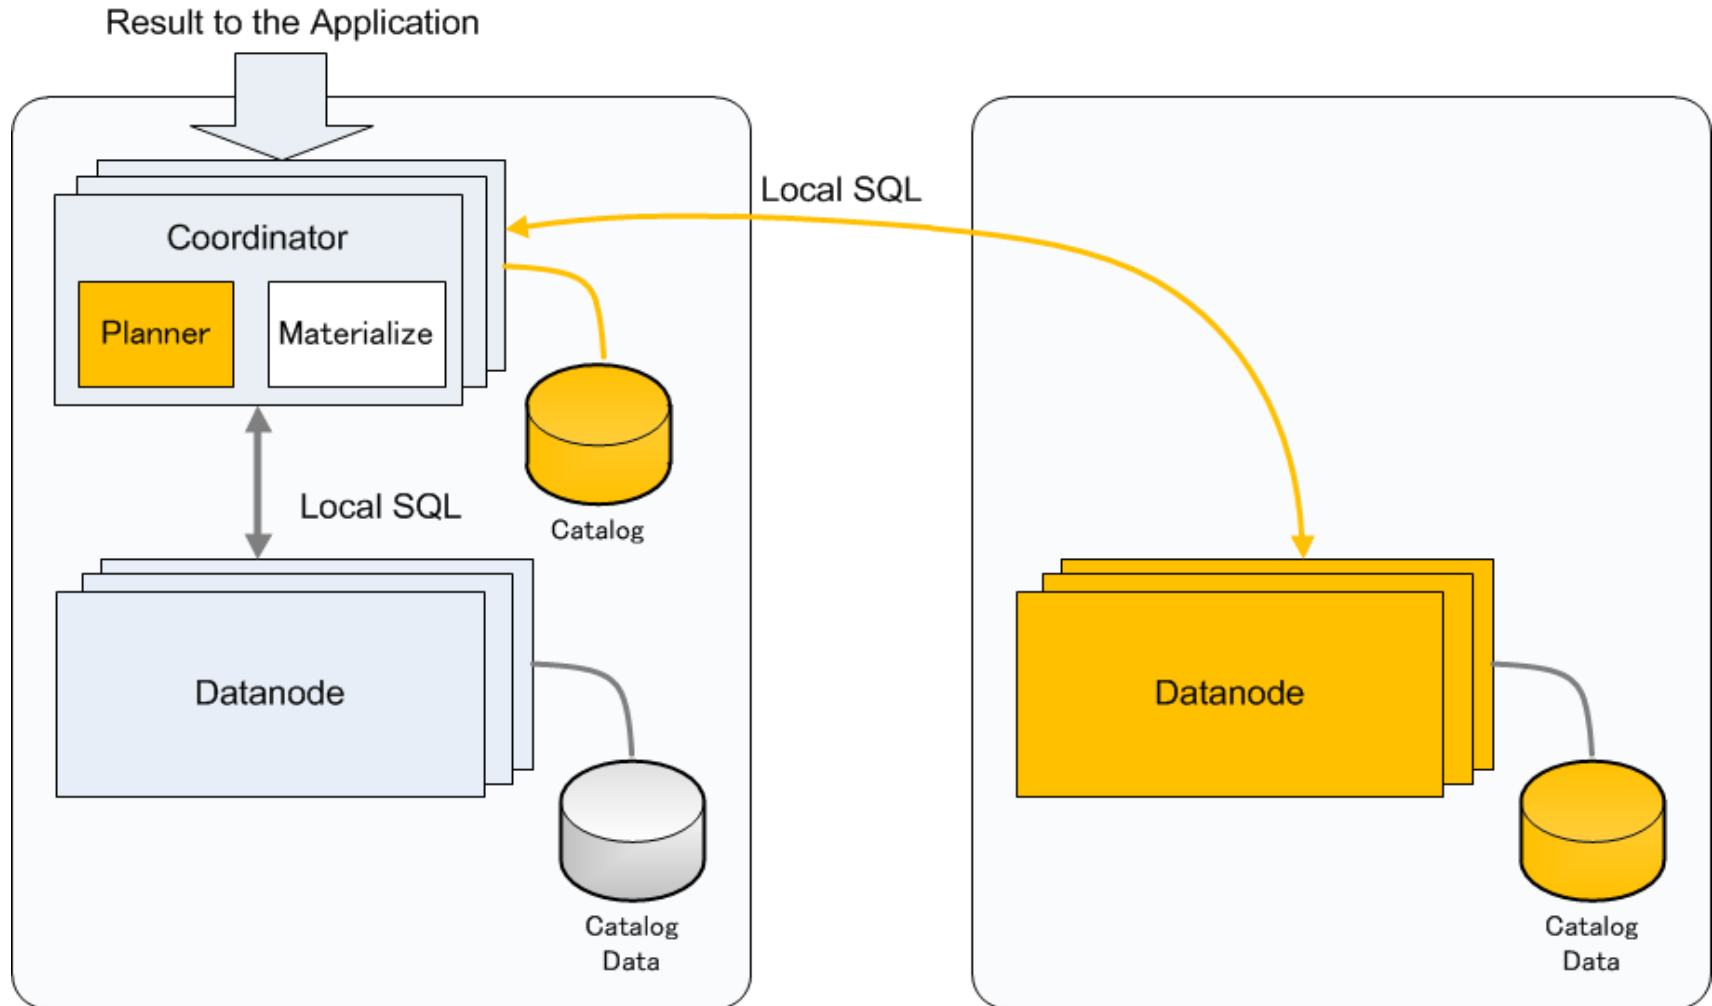 Result to the Application
Local SQL
Coordinator
Planner
Materialize
Local SQL
Catalog
Datanode
Datanode
Catalog
Data
Catalog
Data